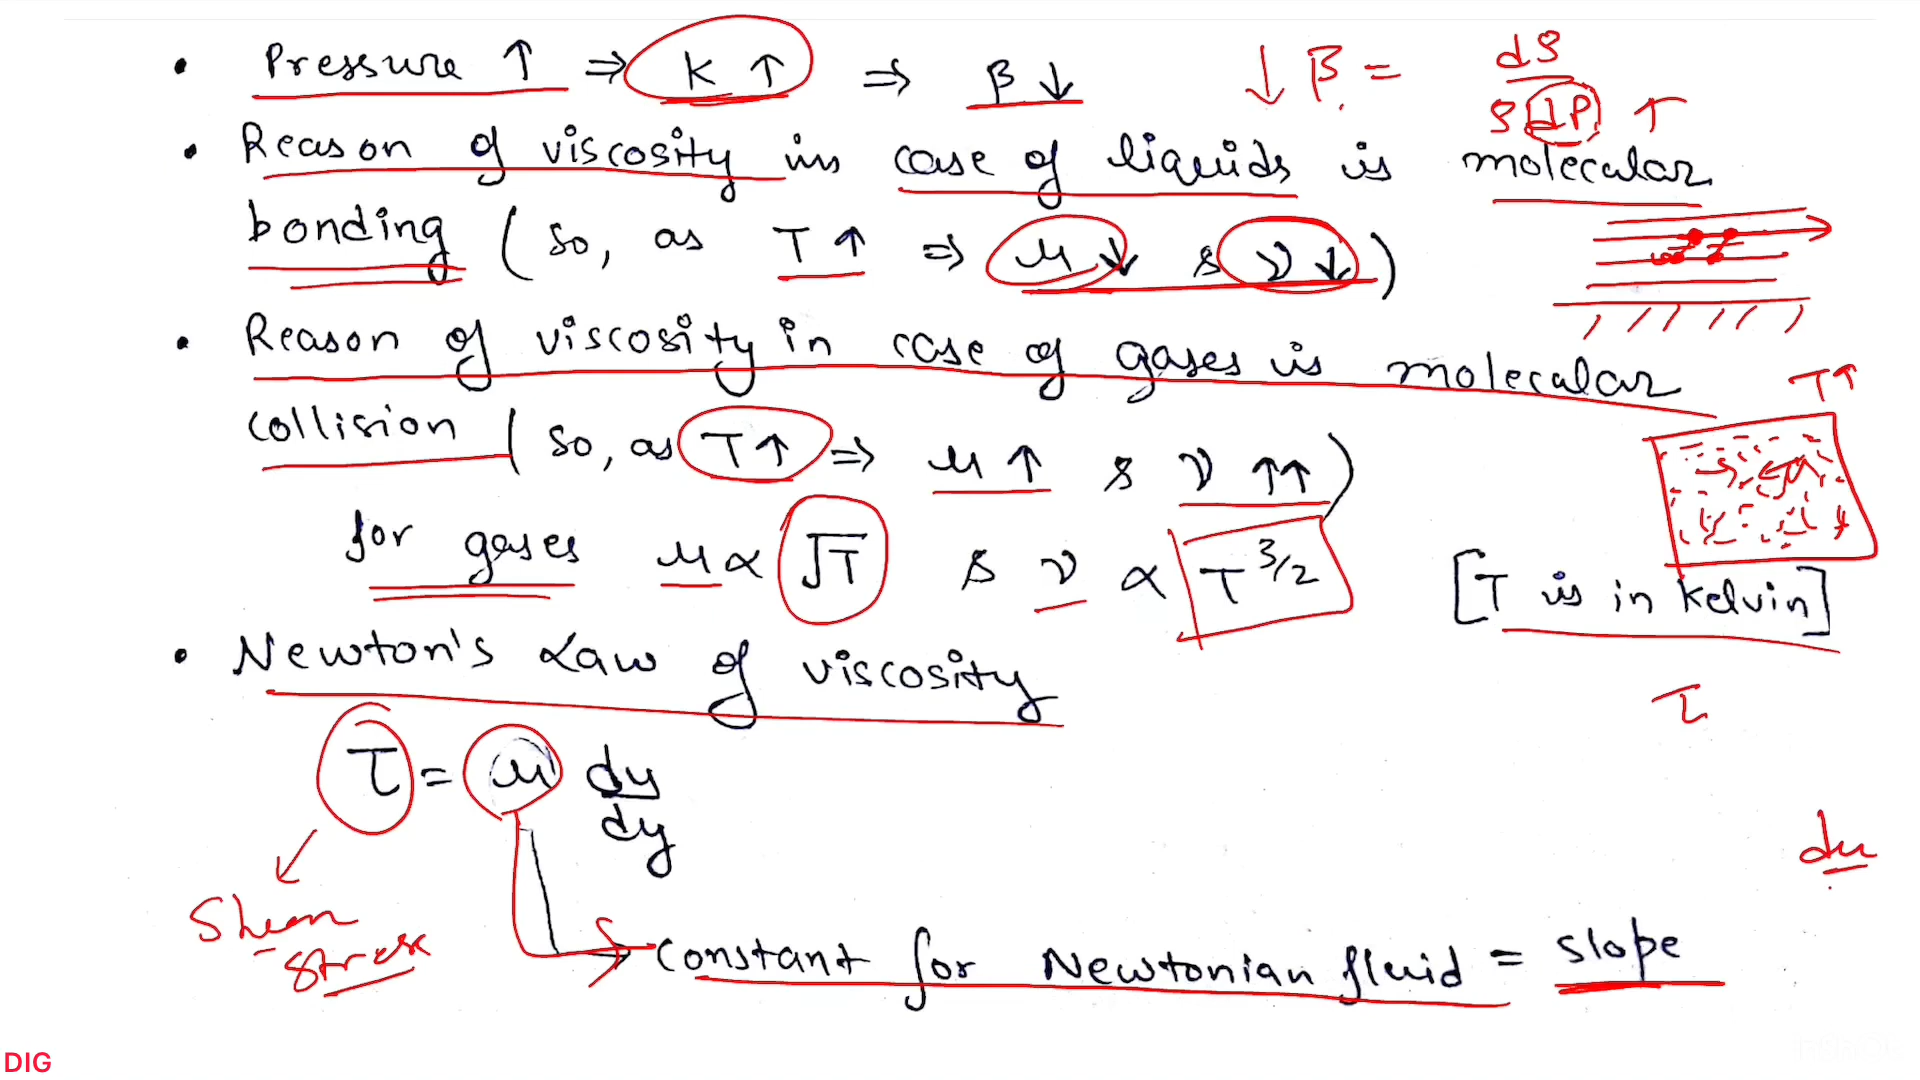 • Pressure ↑ ⇒ K ↑ ⇒ β ↓ ↓ β = dρ / ρ dP ↑
• Reason of viscosity in case of liquids is molecular
bonding (so, as T ↑ ⇒ μ ↓ & ν ↓)
• Reason of viscosity in case of gases is molecular
T↑
collision (so, as T ↑ ⇒ μ ↑ & ν ↑↑)
for gases μ ∝ √T & ν ∝ T^3/2 [T is in Kelvin]
• Newton's Law of viscosity
τ
τ = μ dy/dy
du
Shear
stress
constant for Newtonian fluid = slope
DIG